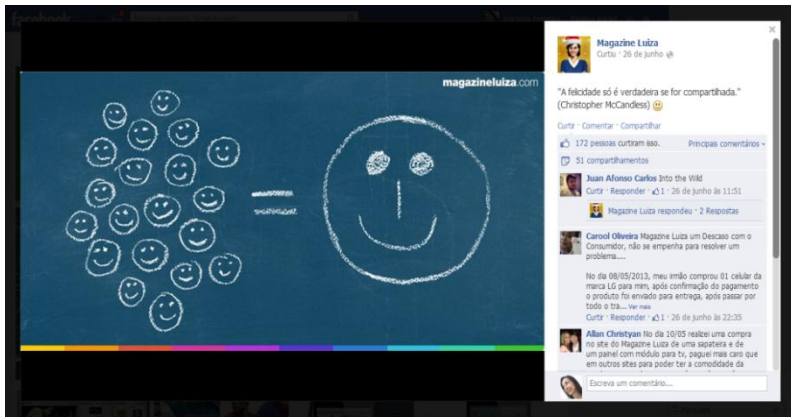 facebook
magazineluiza.com
Magazine Luiza
Curtiu · 26 de junho
"A felicidade só é verdadeira se for compartilhada."
(Christopher McCandless)
Curtir · Comentar · Compartilhar
172 pessoas curtiram isso.
Principais comentários
51 compartilhamentos
Juan Afonso Carlos Into the Wild
Curtir · Responder · 1 · 26 de junho às 11:51
Magazine Luiza respondeu · 2 Respostas
Carool Oliveira Magazine Luiza um Descaso com o
Consumidor, não se empenha para resolver um
problema....
No dia 08/05/2013, meu irmão comprou 01 celular da
marca LG para mim, após confirmação do pagamento
o produto foi enviado para entrega, após passar por
todo o tra... Ver mais
Curtir · Responder · 1 · 26 de junho às 22:35
Allan Christyan No dia 10/05 realizei uma compra
no site do Magazine Luiza de uma sapateira e de
um painel com módulo para tv, paguei mais caro que
em outros sites para poder ter a comodidade da
Escreva um comentário...